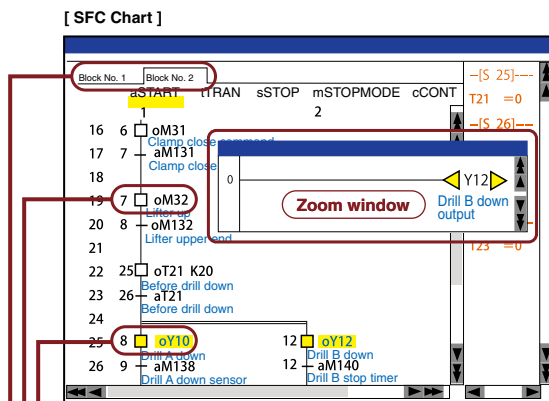 [ SFC Chart ]
Block No. 1 Block No. 2
aSTART tTRAN sSTOP mSTOPMODE cCONT
1 2
16 6 oM31
Clamp close command
17 7 aM131
Clamp close
18
19 7 oM32
Lifter up
20 8 oM132
Lifter upper end
21
22 25 oT21 K20
Before drill down
23 26 aT21
Before drill down
24
25 8 oY10 12 oY12
Drill A down Drill B down
26 9 aM138 12 aM140
Drill A down sensor Drill B stop timer
0 Y12
Zoom window
Drill B down
output
[S 25]
T21 =0
[S 26]
T23 =0